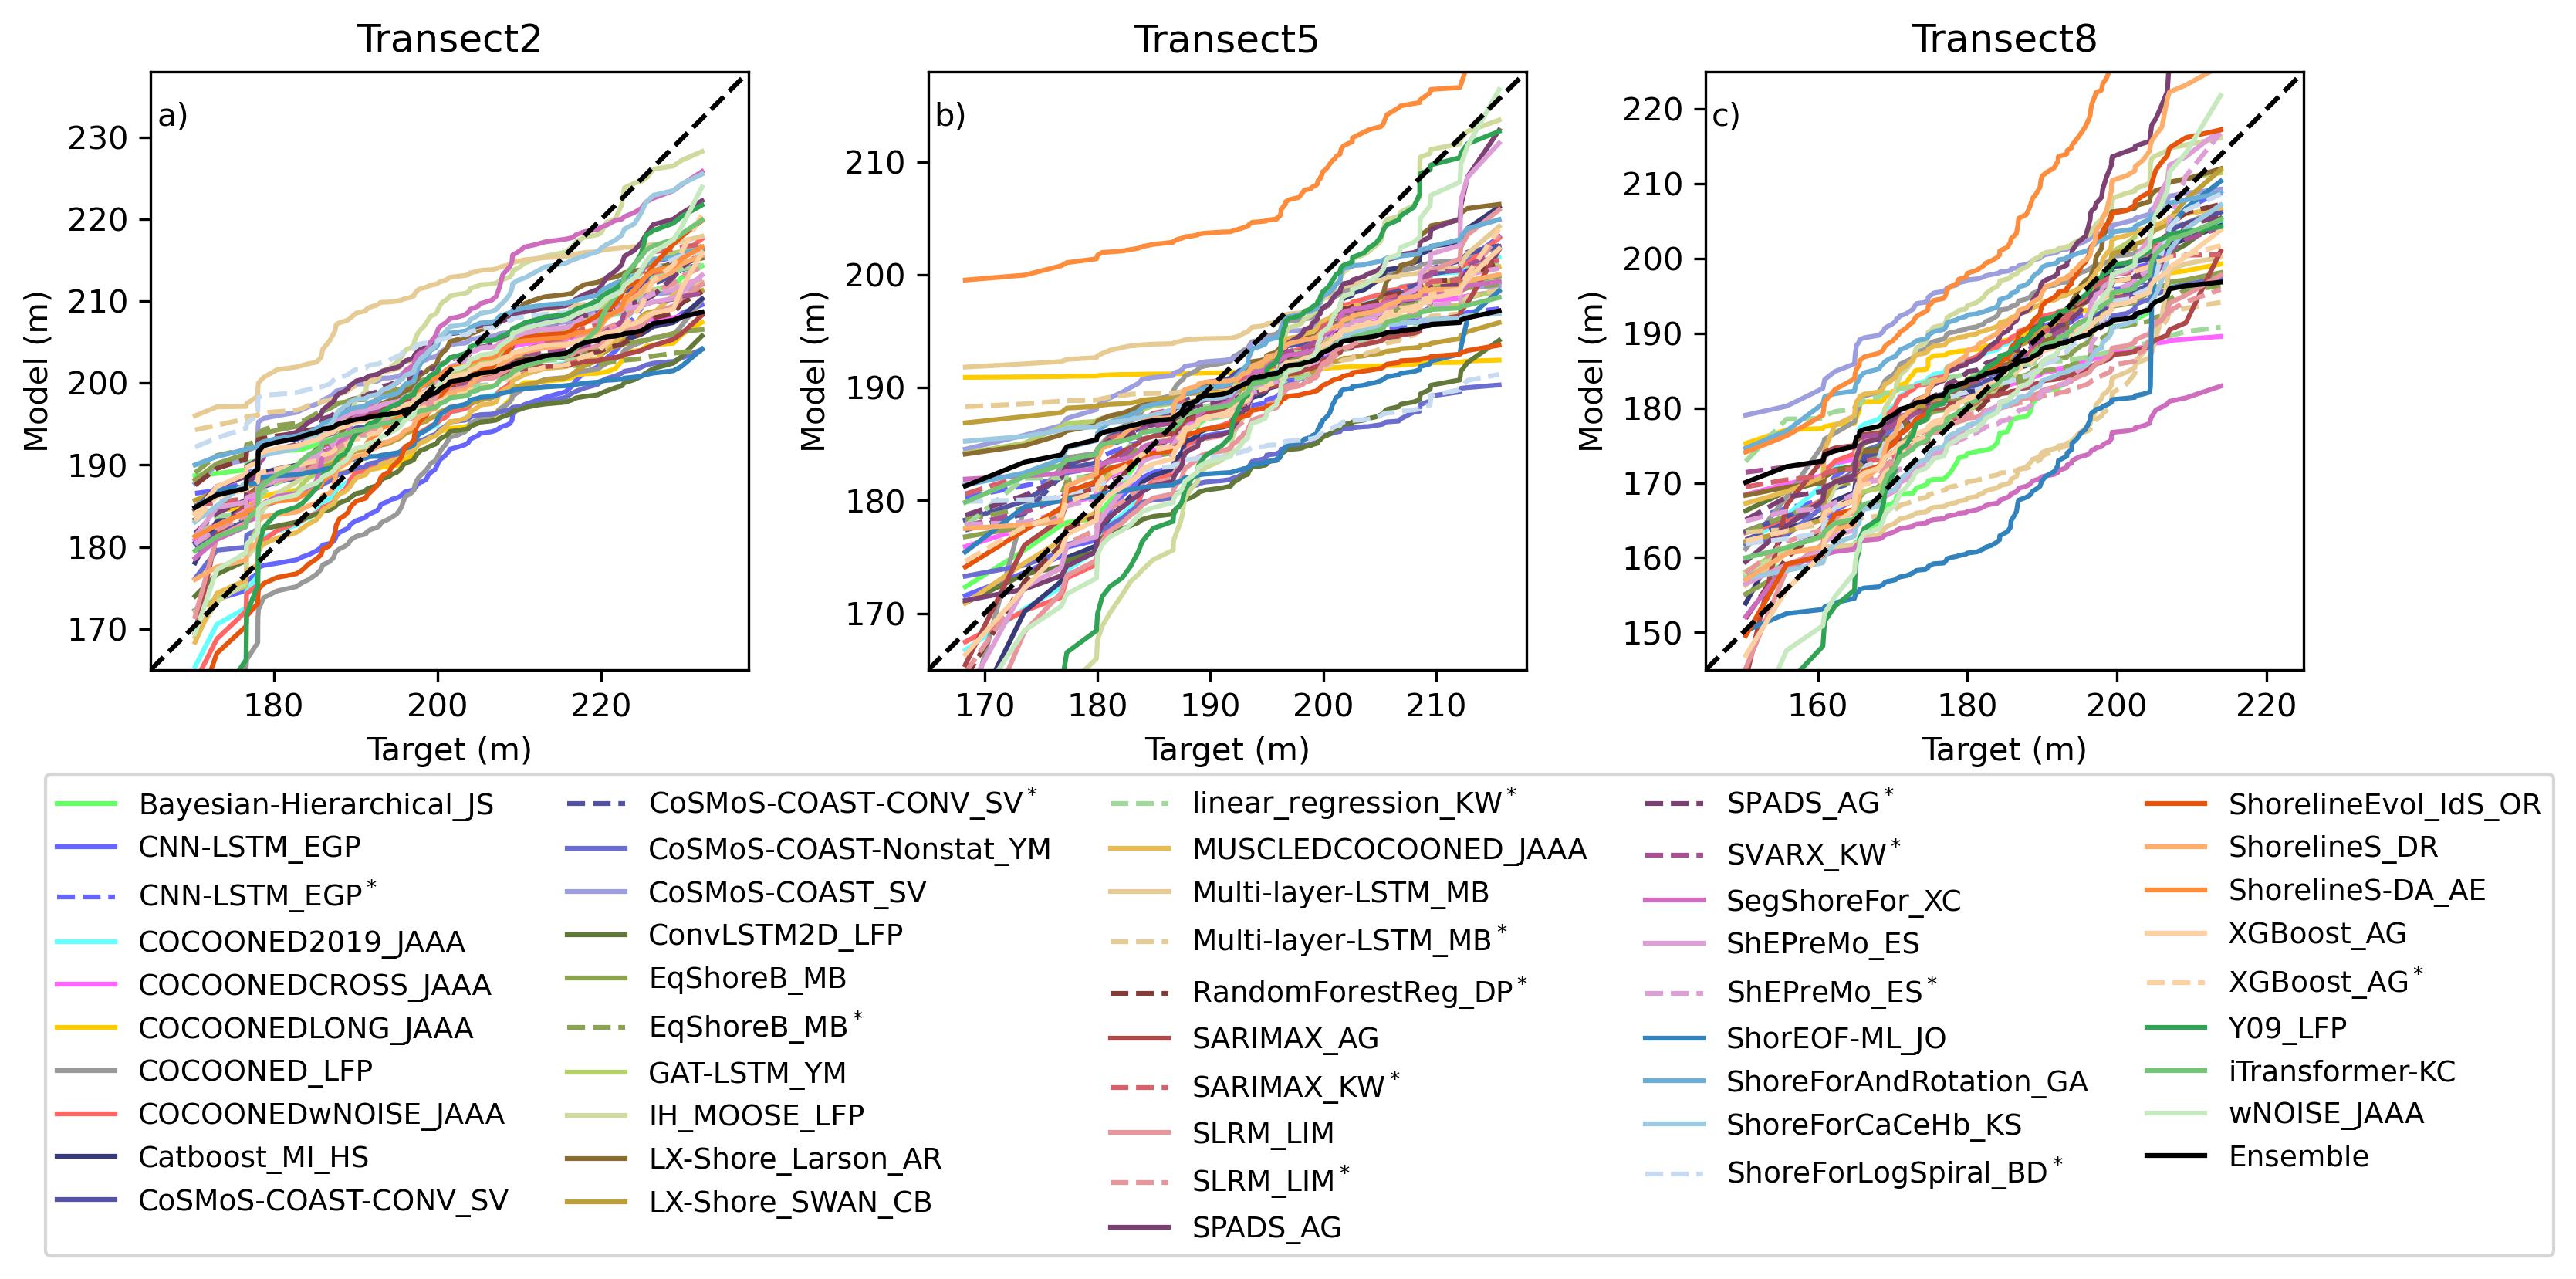 Transect2 Transect5 Transect8
a)
230
220
210
200
190
180
170
180 200 220
Model (m)
Target (m)
b)
210
200
190
180
170
170 180 190 200 210
Model (m)
Target (m)
c)
220
210
200
190
180
170
160
150
160 180 200 220
Model (m)
Target (m)
Bayesian-Hierarchical_JS
CNN-LSTM_EGP
CNN-LSTM_EGP*
COCOONED2019_JAAA
COCOONEDCROSS_JAAA
COCOONEDLONG_JAAA
COCOONED_LFP
COCOONEDwNOISE_JAAA
Catboost_MI_HS
CoSMoS-COAST-CONV_SV
CoSMoS-COAST-CONV_SV*
CoSMoS-COAST-Nonstat_YM
CoSMoS-COAST_SV
ConvLSTM2D_LFP
EqShoreB_MB
EqShoreB_MB*
GAT-LSTM_YM
IH_MOOSE_LFP
LX-Shore_Larson_AR
LX-Shore_SWAN_CB
linear_regression_KW*
MUSCLEDCOCOONED_JAAA
Multi-layer-LSTM_MB
Multi-layer-LSTM_MB*
RandomForestReg_DP*
SARIMAX_AG
SARIMAX_KW*
SLRM_LIM
SLRM_LIM*
SPADS_AG
SPADS_AG*
SVARX_KW*
SegShoreFor_XC
ShEPreMo_ES
ShEPreMo_ES*
ShorEOF-ML_JO
ShoreForAndRotation_GA
ShoreForCaCeHb_KS
ShoreForLogSpiral_BD*
ShorelineEvol_IdS_OR
ShorelineS_DR
ShorelineS-DA_AE
XGBoost_AG
XGBoost_AG*
Y09_LFP
iTransformer-KC
wNOISE_JAAA
Ensemble